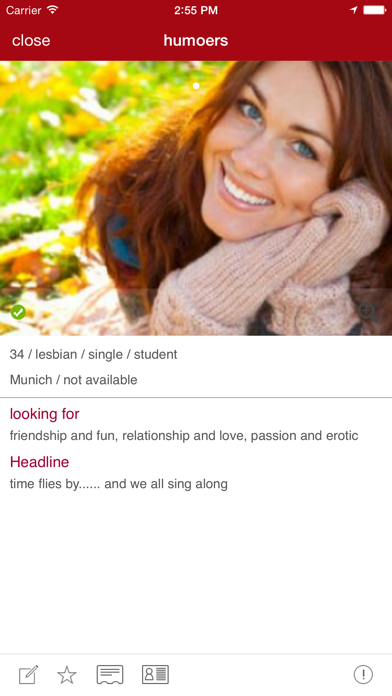 Carrier 2:55 PM
close humoers
34 / lesbian / single / student
Munich / not available
looking for
friendship and fun, relationship and love, passion and erotic
Headline
time flies by...... and we all sing along